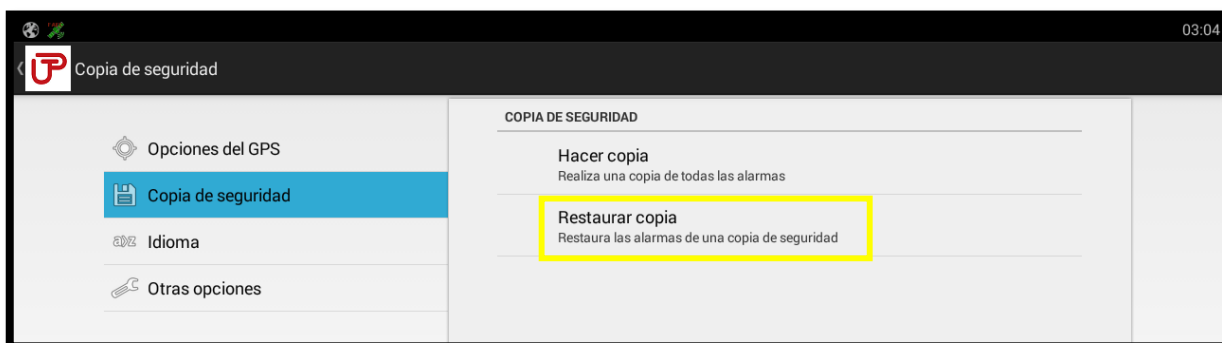 03:04
Copia de seguridad
Opciones del GPS
Copia de seguridad
Idioma
Otras opciones
COPIA DE SEGURIDAD
Hacer copia
Realiza una copia de todas las alarmas
Restaurar copia
Restaura las alarmas de una copia de seguridad